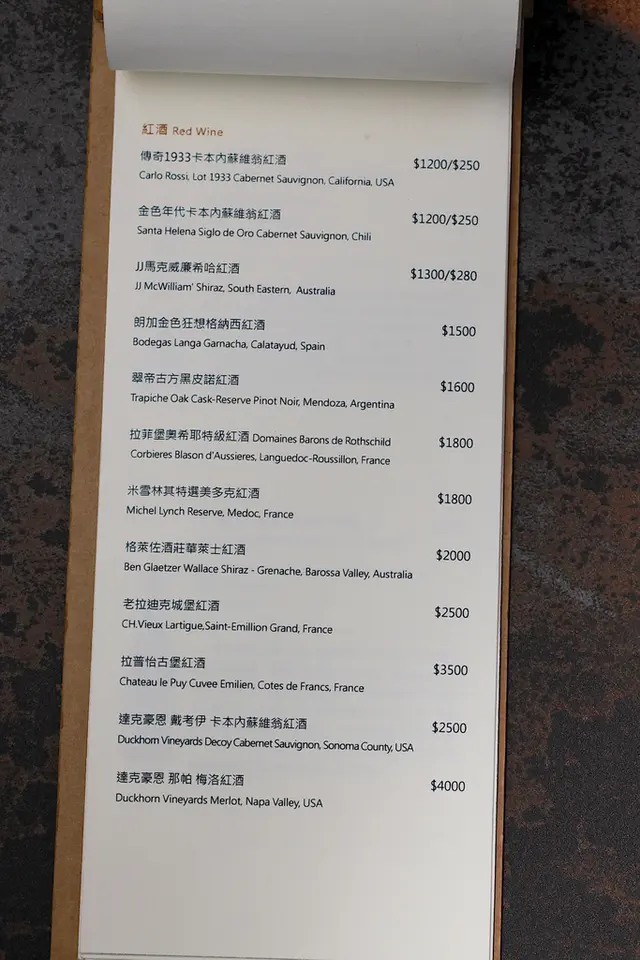 紅酒 Red Wine
傳奇1933卡本內蘇維翁紅酒 $1200/$250
Carlo Rossi, Lot 1933 Cabernet Sauvignon, California, USA
金色年代卡本內蘇維翁紅酒 $1200/$250
Santa Helena Siglo de Oro Cabernet Sauvignon, Chili
JJ馬克威廉希哈紅酒 $1300/$280
JJ McWilliam' Shiraz, South Eastern, Australia
朗加金色狂想格納西紅酒 $1500
Bodegas Langa Garnacha, Calatayud, Spain
翠帝古方黑皮諾紅酒 $1600
Trapiche Oak Cask-Reserve Pinot Noir, Mendoza, Argentina
拉菲堡奧希耶特級紅酒 Domaines Barons de Rothschild $1800
Corbieres Blason d'Aussieres, Languedoc-Roussillon, France
米雪林其特選美多克紅酒 $1800
Michel Lynch Reserve, Medoc, France
格萊佐酒莊華萊士紅酒 $2000
Ben Glaetzer Wallace Shiraz - Grenache, Barossa Valley, Australia
老拉迪克城堡紅酒 $2500
CH.Vieux Lartigue,Saint-Emillion Grand, France
拉普怡古堡紅酒 $3500
Chateau le Puy Cuvee Emilien, Cotes de Francs, France
達克豪恩 戴考伊 卡本內蘇維翁紅酒 $2500
Duckhorn Vineyards Decoy Cabernet Sauvignon, Sonoma County, USA
達克豪恩 那帕 梅洛紅酒 $4000
Duckhorn Vineyards Merlot, Napa Valley, USA